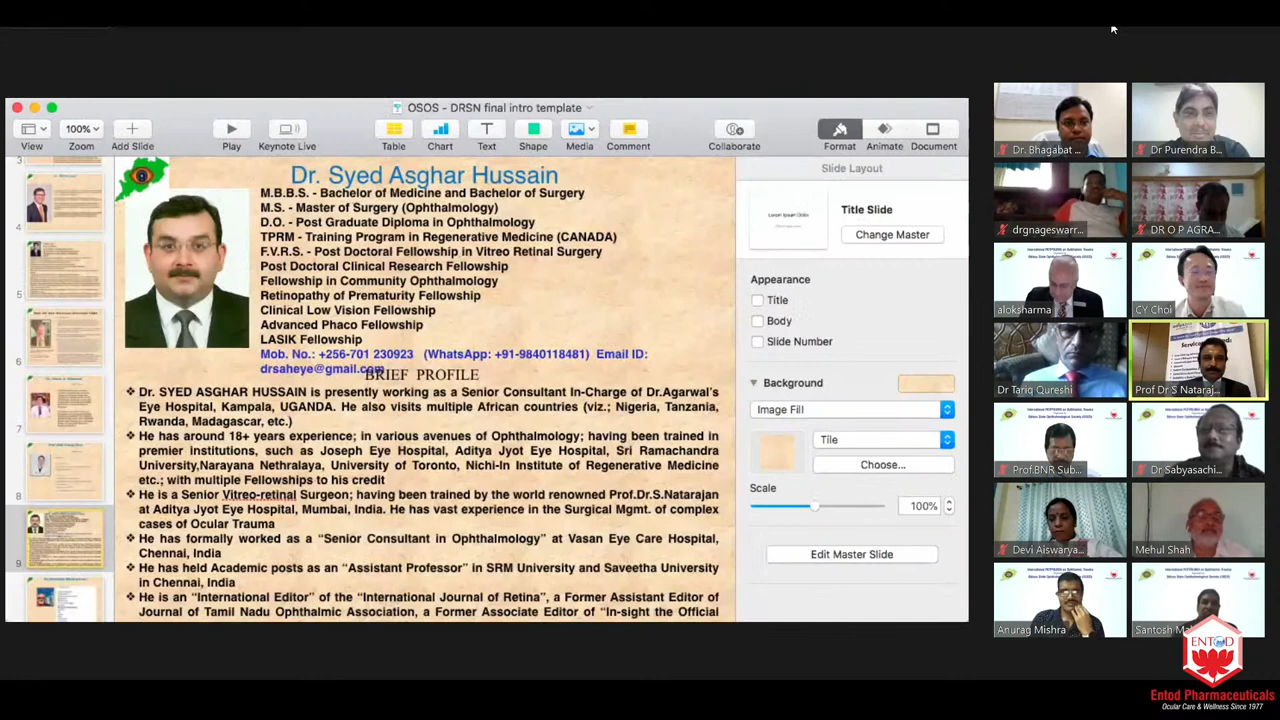 OSOS - DRSN final intro template
View
100%
Zoom
Add Slide
Play
Keynote Live
Table
Chart
Text
Shape
Media
Comment
Collaborate
Format
Animate
Document
3
4
5
6
7
8
9
Dr. Syed Asghar Hussain
M.B.B.S. - Bachelor of Medicine and Bachelor of Surgery
M.S. - Master of Surgery (Ophthalmology)
D.O. - Post Graduate Diploma in Ophthalmology
TPRM - Training Program in Regenerative Medicine (CANADA)
F.V.R.S. - Post Doctoral Fellowship in Vitreo Retinal Surgery
Post Doctoral Clinical Research Fellowship
Fellowship in Community Ophthalmology
Retinopathy of Prematurity Fellowship
Clinical Low Vision Fellowship
Advanced Phaco Fellowship
LASIK Fellowship
Mob. No.: +256-701 230923 (WhatsApp: +91-9840118481) Email ID:
drsaheye@gmail.com
BRIEF PROFILE
❖ Dr. SYED ASGHAR HUSSAIN is presently working as a Senior consultant In-Charge of Dr.Agarwal's
Eye Hospital, Kampala, UGANDA. He also visits multiple African countries (viz.; Nigeria, Tanzania,
Rwanda, Madagascar, etc.)
❖ He has around 18+ years experience; in various avenues of Ophthalmology; having been trained in
premier institutions, such as Joseph Eye Hospital, Aditya Jyot Eye Hospital, Sri Ramachandra
University,Narayana Nethralaya, University of Toronto, Nichi-In Institute of Regenerative Medicine
etc.; with multiple Fellowships to his credit
❖ He is a Senior Vitreo-retinal Surgeon; having been trained by the world renowned Prof.Dr.S.Natarajan
at Aditya Jyot Eye Hospital, Mumbai, India. He has vast experience in the Surgical Mgmt. of complex
cases of Ocular Trauma
❖ He has formally worked as a “Senior Consultant in Ophthalmology” at Vasan Eye Care Hospital,
Chennai, India
❖ He has held Academic posts as an “Assistant Professor” in SRM University and Saveetha University
in Chennai, India
❖ He is an “International Editor” of the “International Journal of Retina”, a Former Assistant Editor of
Journal of Tamil Nadu Ophthalmic Association, a Former Associate Editor of “In-sight the Official
Slide Layout
Title Slide
Change Master
Appearance
Title
Body
Slide Number
Background
Image Fill
Tile
Choose...
Scale
100%
Edit Master Slide
Dr. Bhagabat ...
Dr Purendra B...
drgnageswarr...
DR O P AGRA...
aloksharma
CY Choi
Dr Tariq Qureshi
Prof Dr S Nataraj...
Prof.BNR Sub...
Dr Sabyasachi...
Devi Aiswarya...
Mehul Shah
Anurag Mishra
Santosh
ENTOD
Entod Pharmaceuticals
Ocular Care & Wellness Since 1977